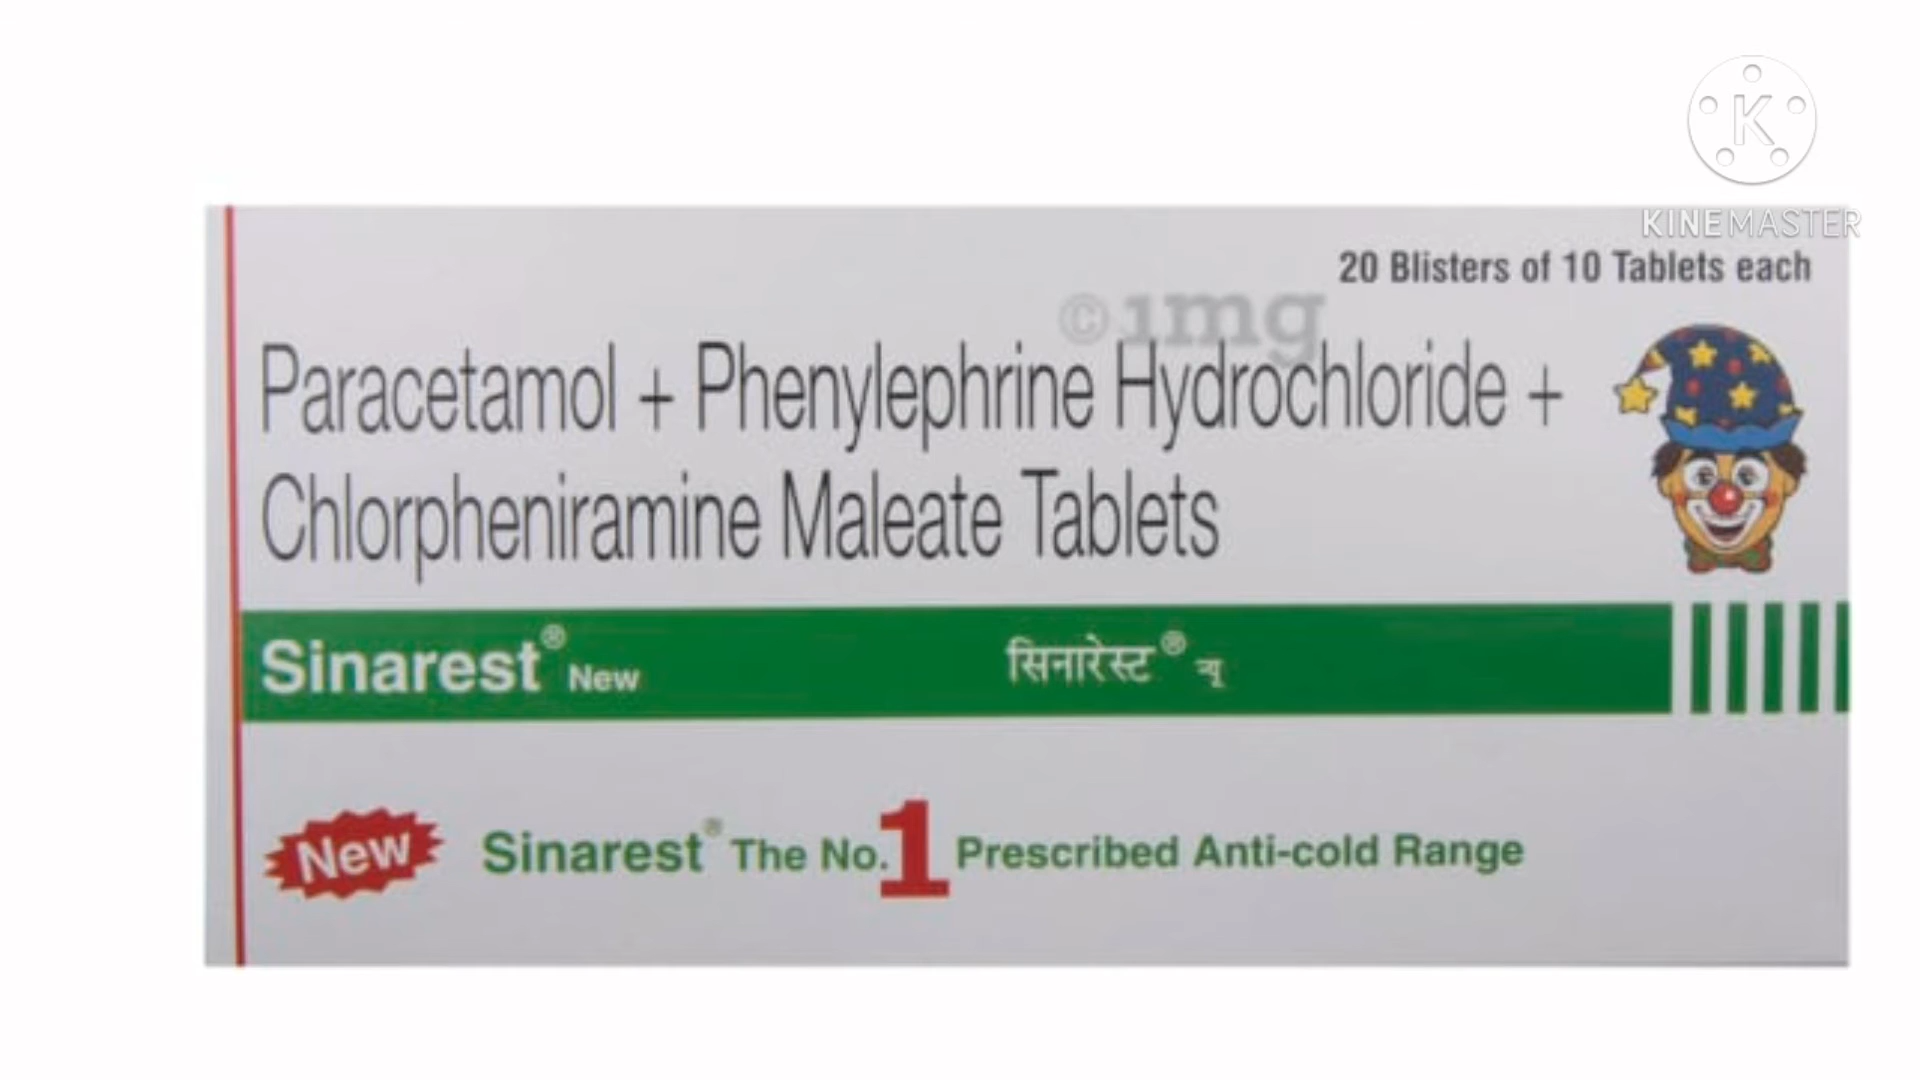 K
KINEMASTER
20 Blisters of 10 Tablets each
©1mg
Paracetamol + Phenylephrine Hydrochloride +
Chlorpheniramine Maleate Tablets
Sinarest® New सिनारेस्ट® न्यू
New Sinarest® The No.1 Prescribed Anti-cold Range